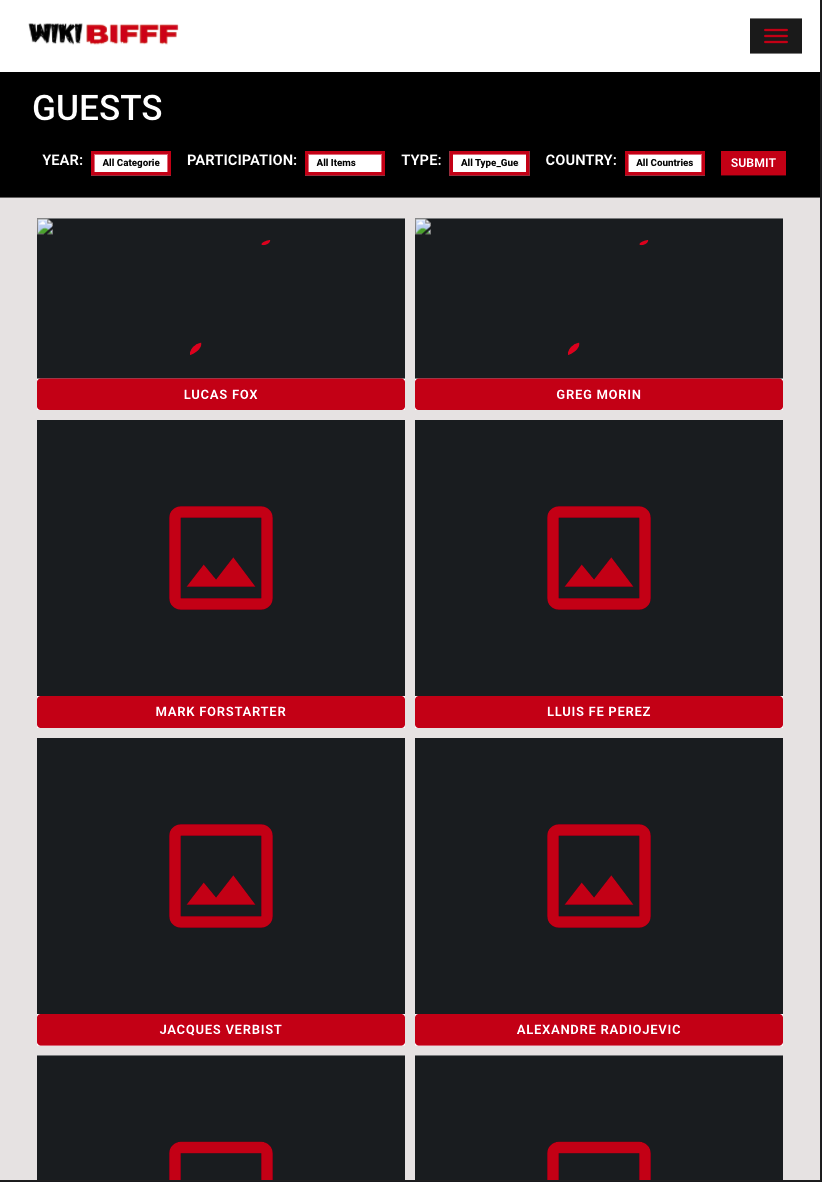 WIKI BIFFF
GUESTS
YEAR: All Categorie PARTICIPATION: All Items TYPE: All Type_Gue COUNTRY: All Countries SUBMIT
LUCAS FOX GREG MORIN
MARK FORSTARTER LLUIS FE PEREZ
JACQUES VERBIST ALEXANDRE RADIOJEVIC